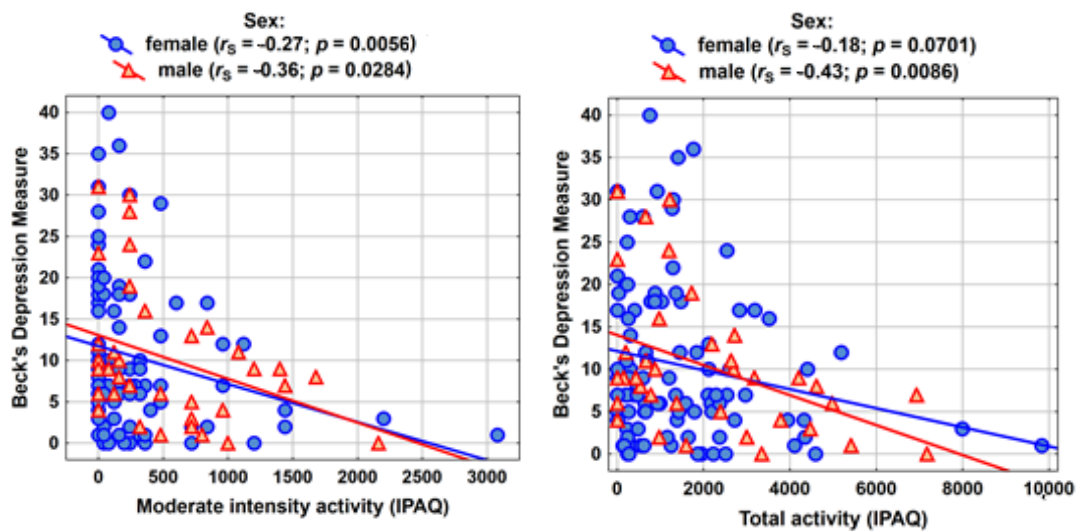 Sex:
female (rS = -0.27; p = 0.0056)
male (rS = -0.36; p = 0.0284)
40
35
30
25
20
15
10
5
0
Beck's Depression Measure
0 500 1000 1500 2000 2500 3000
Moderate intensity activity (IPAQ)
Sex:
female (rS = -0.18; p = 0.0701)
male (rS = -0.43; p = 0.0086)
40
35
30
25
20
15
10
5
0
Beck's Depression Measure
0 2000 4000 6000 8000 10000
Total activity (IPAQ)